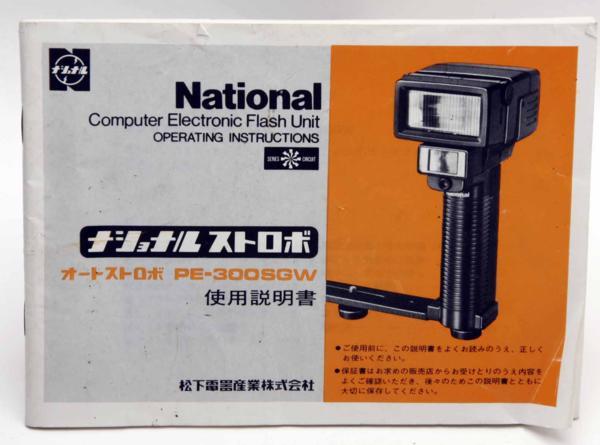 ナショナル
National
Computer Electronic Flash Unit
OPERATING INSTRUCTIONS
SERIES CIRCUIT
ナショナル ストロボ
オートストロボ PE-300SGW
使用説明書
松下電器産業株式会社
National
●ご使用前に、この説明書をよくお読みのうえ、正しく
お使いください。
●保証書はお求めの販売店からお受けとりのうえ内容を
よくご確認いただき、後々のためこの説明書とともに
大切に保存してください。